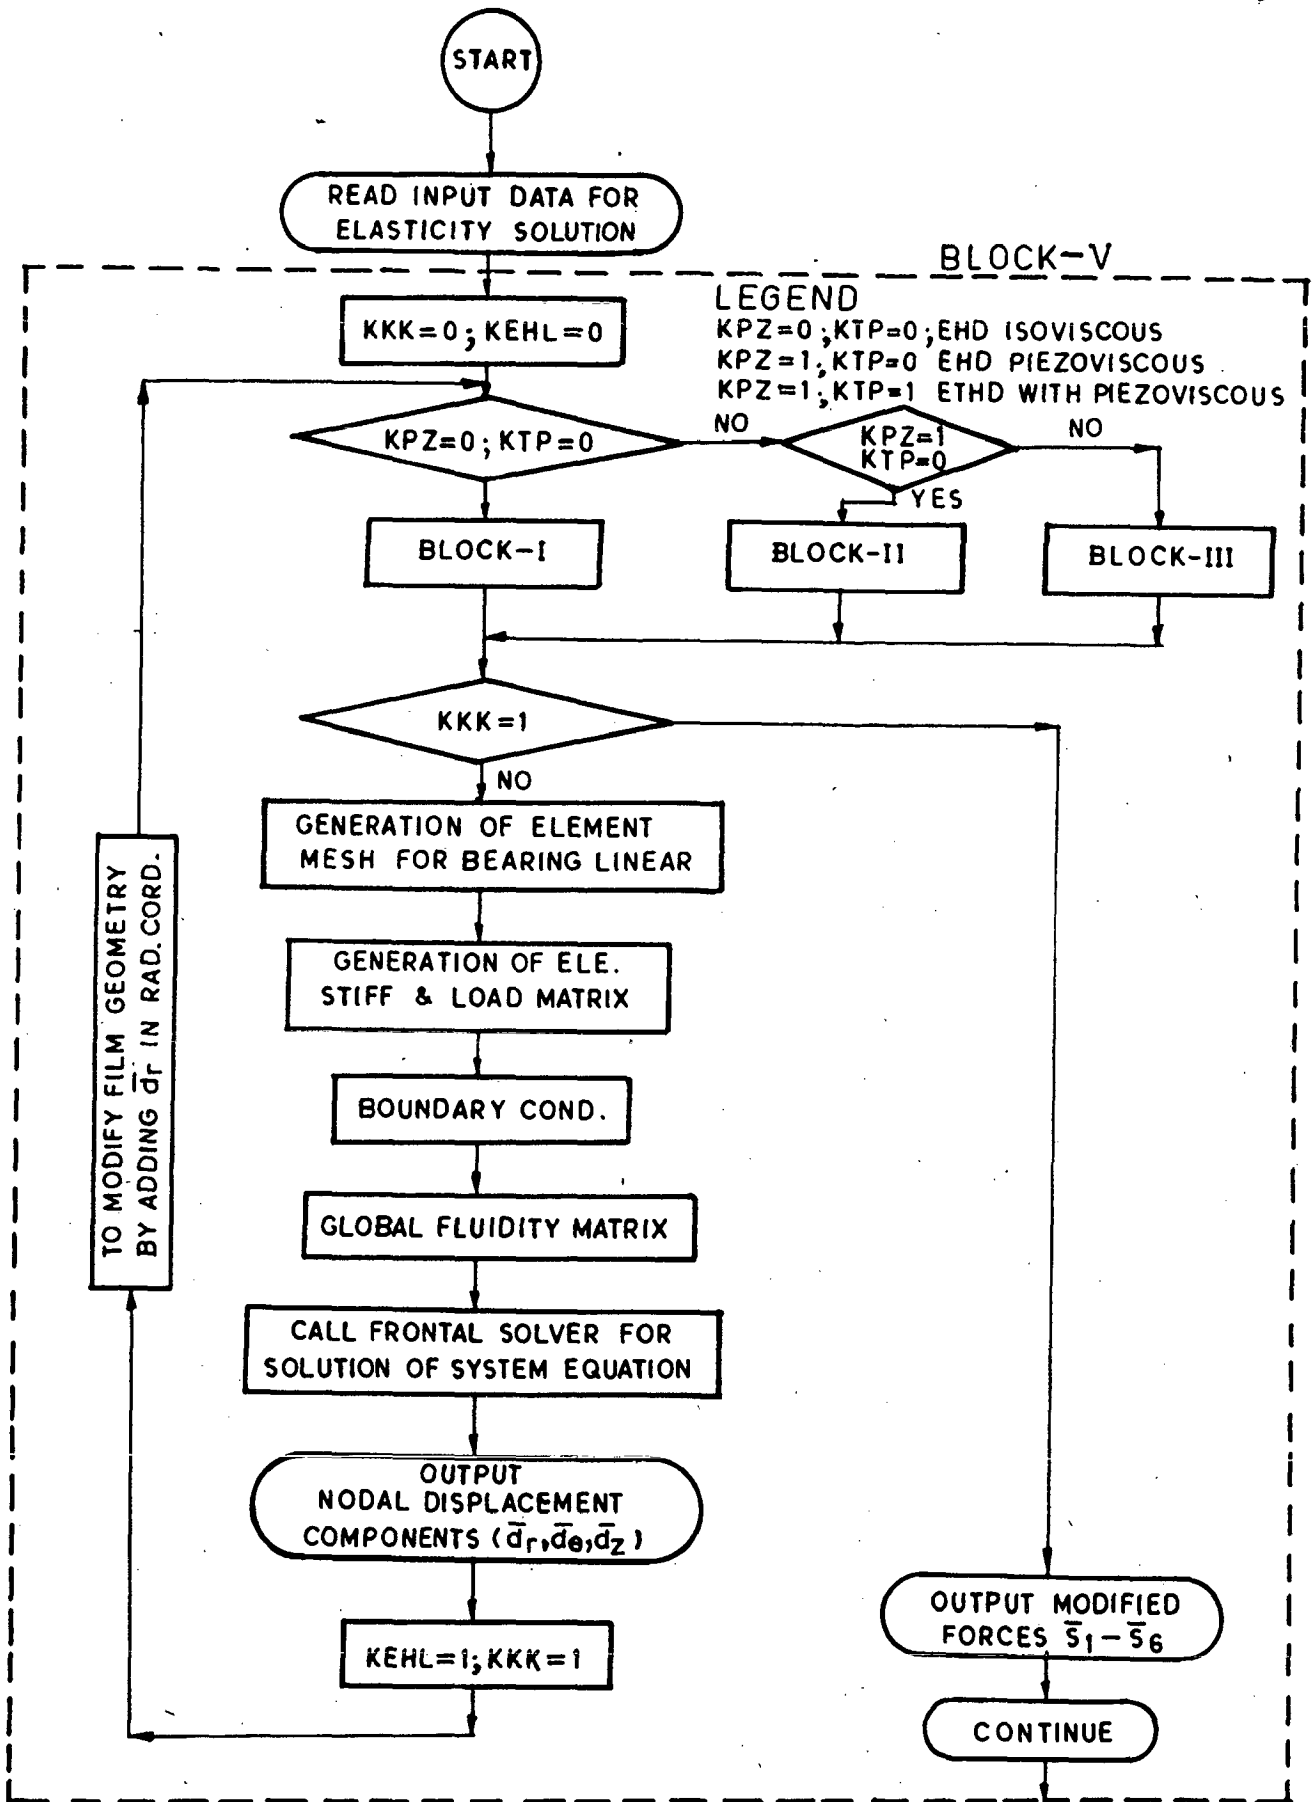 START
READ INPUT DATA FOR
ELASTICITY SOLUTION
BLOCK-V
KKK=0; KEHL=0
LEGEND
KPZ=0;KTP=0;EHD ISOVISCOUS
KPZ=1;KTP=0 EHD PIEZOVISCOUS
KPZ=1;KTP=1 ETHD WITH PIEZOVISCOUS
KPZ=0; KTP=0
NO
KPZ=1
KTP=0
NO
YES
BLOCK-I
BLOCK-II
BLOCK-III
KKK=1
NO
GENERATION OF ELEMENT
MESH FOR BEARING LINEAR
GENERATION OF ELE.
STIFF & LOAD MATRIX
BOUNDARY COND.
GLOBAL FLUIDITY MATRIX
CALL FRONTAL SOLVER FOR
SOLUTION OF SYSTEM EQUATION
OUTPUT
NODAL DISPLACEMENT
COMPONENTS (d̄r,d̄θ,d̄z)
KEHL=1; KKK=1
TO MODIFY FILM GEOMETRY
BY ADDING d̄r IN RAD. CORD.
OUTPUT MODIFIED
FORCES S̄1-S̄6
CONTINUE